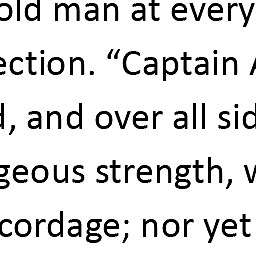 old man at every
ection. “Captain A
d, and over all sid
geous strength, w
cordage; nor yet